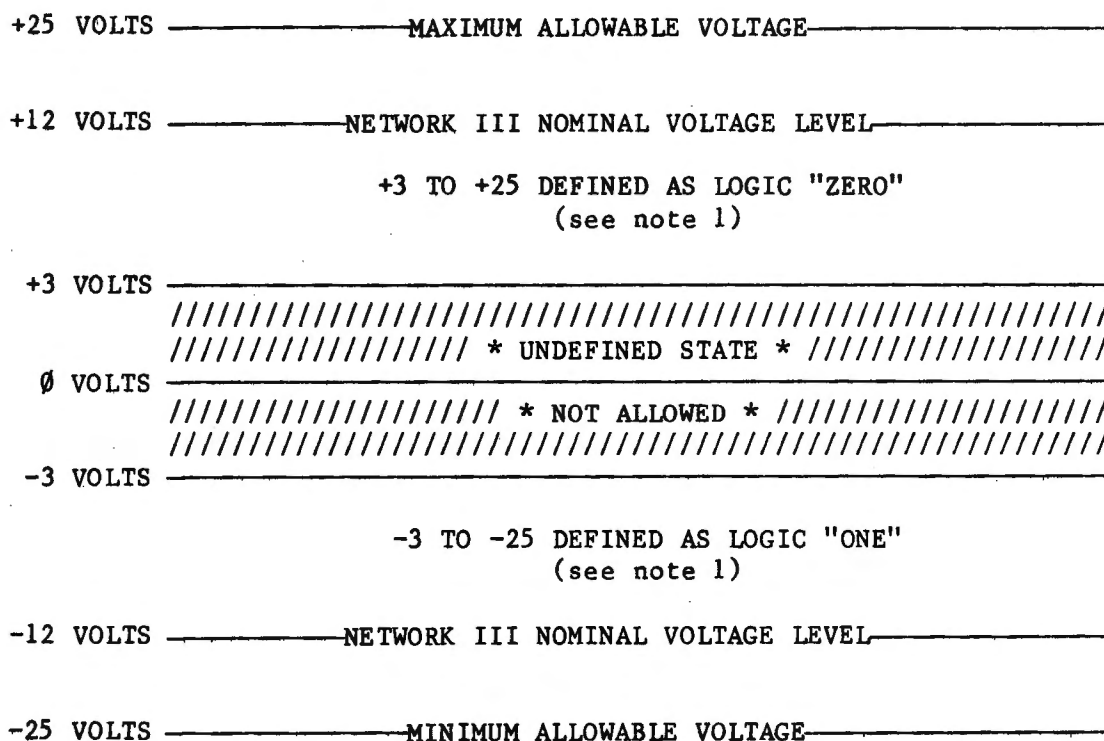 +25 VOLTS MAXIMUM ALLOWABLE VOLTAGE
+12 VOLTS NETWORK III NOMINAL VOLTAGE LEVEL
+3 TO +25 DEFINED AS LOGIC "ZERO"
(see note 1)
+3 VOLTS
//////////////////////////////////////////////////////////
/////////////////// * UNDEFINED STATE * ///////////////////
Ø VOLTS
///////////////////// * NOT ALLOWED * /////////////////////
//////////////////////////////////////////////////////////
-3 VOLTS
-3 TO -25 DEFINED AS LOGIC "ONE"
(see note 1)
-12 VOLTS NETWORK III NOMINAL VOLTAGE LEVEL
-25 VOLTS MINIMUM ALLOWABLE VOLTAGE